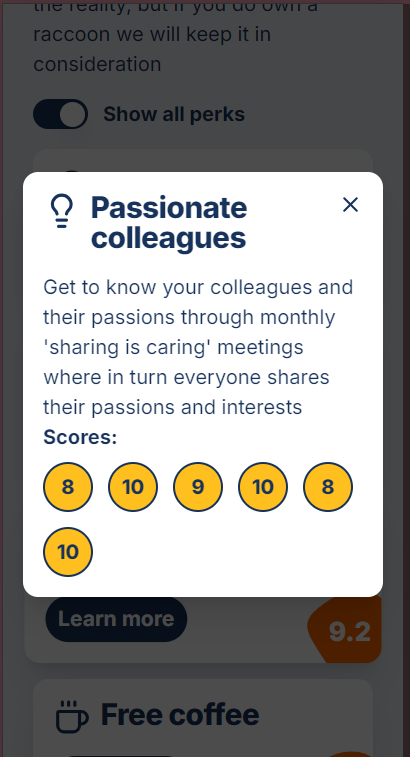 the reality, but if you do own a
raccoon we will keep it in
consideration
Show all perks
Passionate
colleagues
Get to know your colleagues and
their passions through monthly
'sharing is caring' meetings
where in turn everyone shares
their passions and interests
Scores:
8 10 9 10 8
10
Learn more
9.2
Free coffee